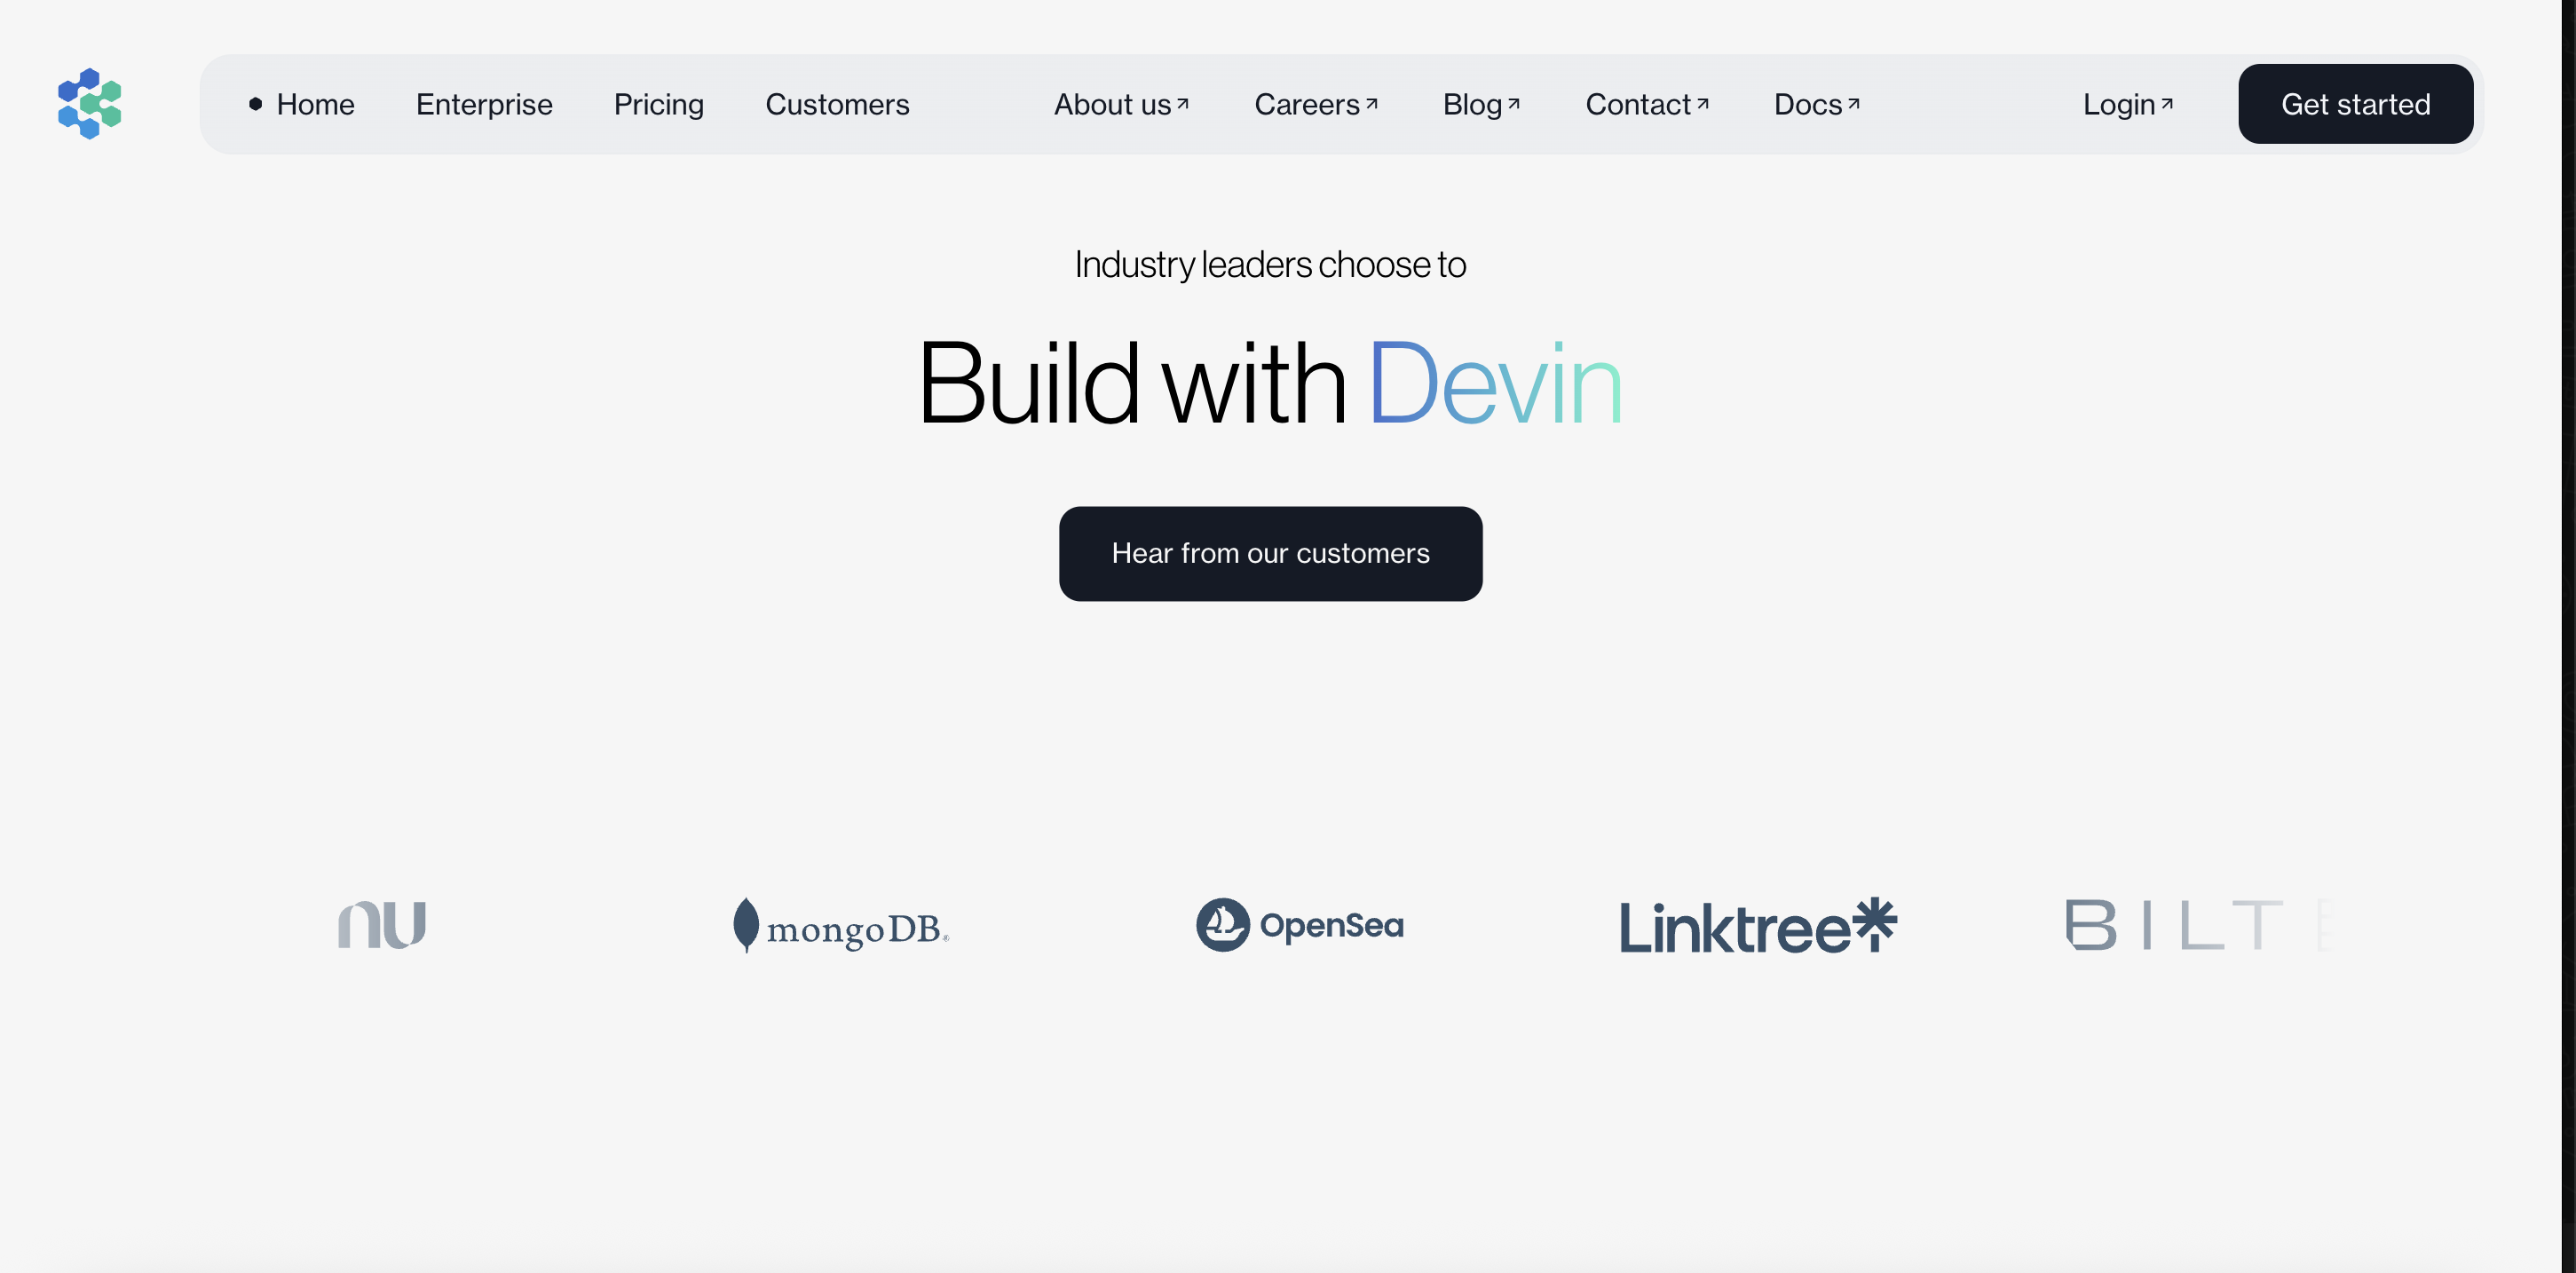 Home Enterprise Pricing Customers About us Careers Blog Contact Docs Login Get started
Industry leaders choose to
Build with Devin
Hear from our customers
nu mongoDB® OpenSea Linktree BILT